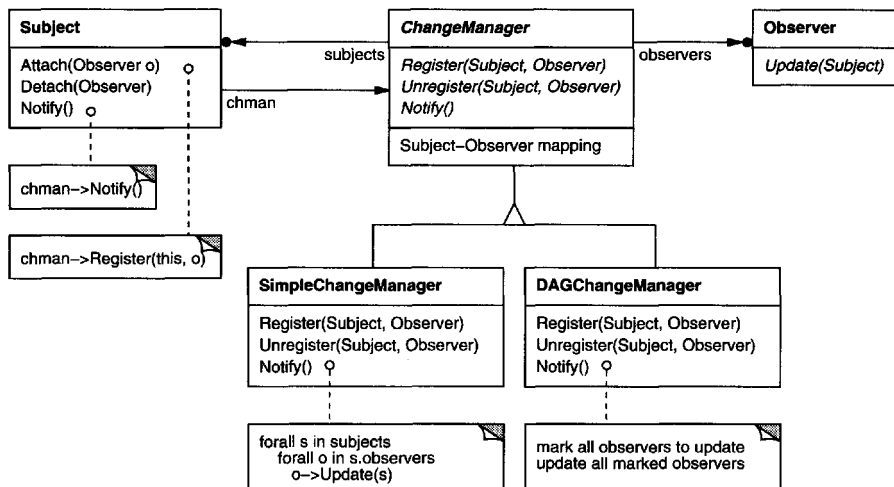 Subject
Attach(Observer o)
Detach(Observer)
Notify()
chman->Notify()
chman->Register(this, o)
subjects
chman
ChangeManager
Register(Subject, Observer)
Unregister(Subject, Observer)
Notify()
Subject-Observer mapping
observers
Observer
Update(Subject)
SimpleChangeManager
Register(Subject, Observer)
Unregister(Subject, Observer)
Notify()
forall s in subjects
forall o in s.observers
o->Update(s)
DAGChangeManager
Register(Subject, Observer)
Unregister(Subject, Observer)
Notify()
mark all observers to update
update all marked observers